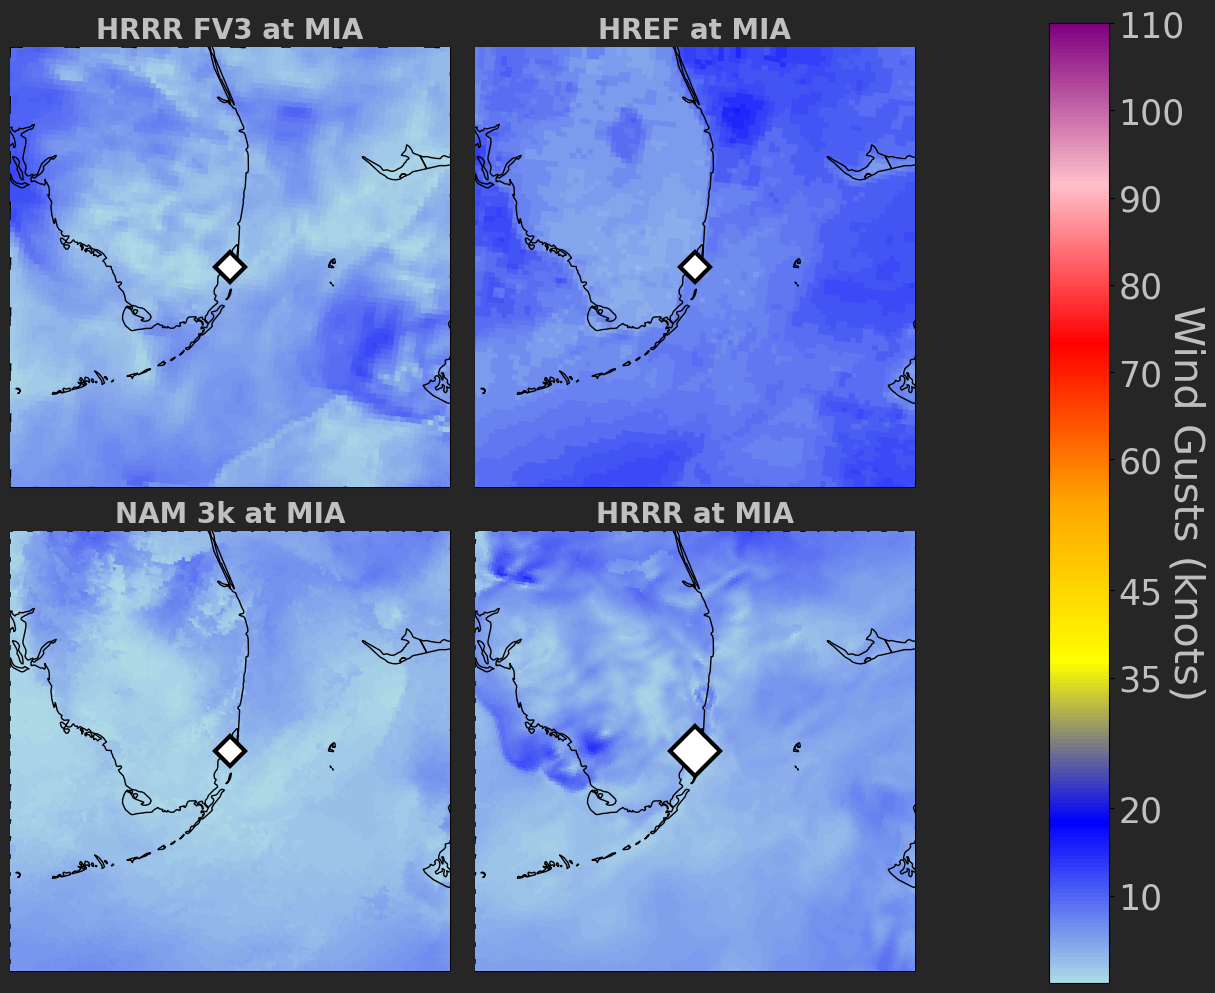 HRRR FV3 at MIA
HREF at MIA
NAM 3k at MIA
HRRR at MIA
110
100
90
80
70
60
45
35
20
10
Wind Gusts (knots)